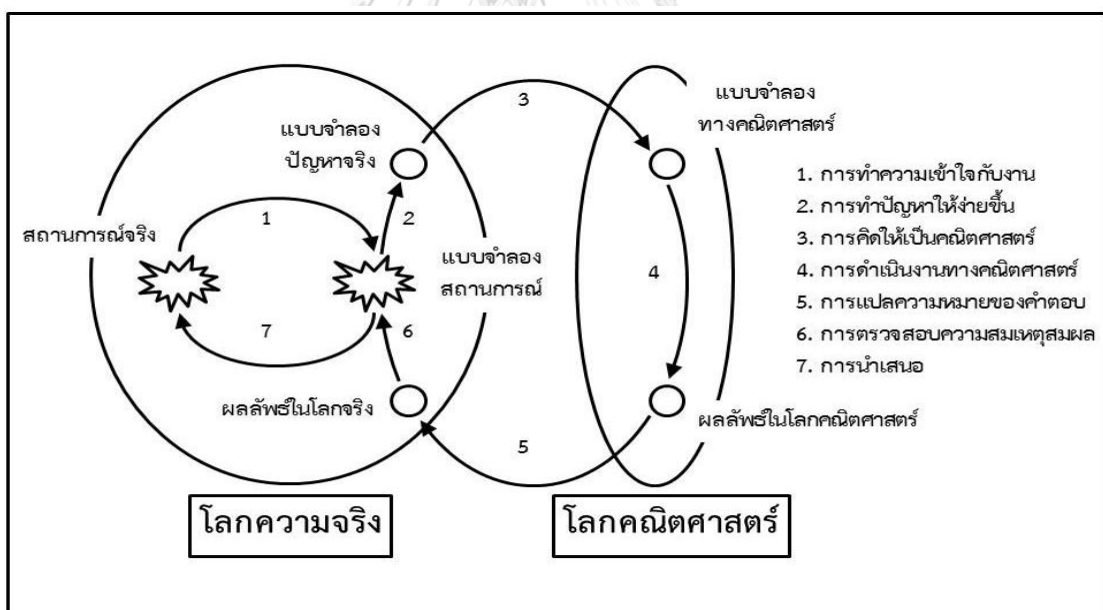 3
แบบจำลอง
ทางคณิตศาสตร์
แบบจำลอง
ปัญหาจริง
1. การทำความเข้าใจกับงาน
2. การทำปัญหาให้ง่ายขึ้น
3. การคิดให้เป็นคณิตศาสตร์
4. การดำเนินงานทางคณิตศาสตร์
5. การแปลความหมายของคำตอบ
6. การตรวจสอบความสมเหตุสมผล
7. การนำเสนอ
1
2
สถานการณ์จริง
แบบจำลอง
สถานการณ์
4
7
6
ผลลัพธ์ในโลกจริง
ผลลัพธ์ในโลกคณิตศาสตร์
5
โลกความจริง
โลกคณิตศาสตร์